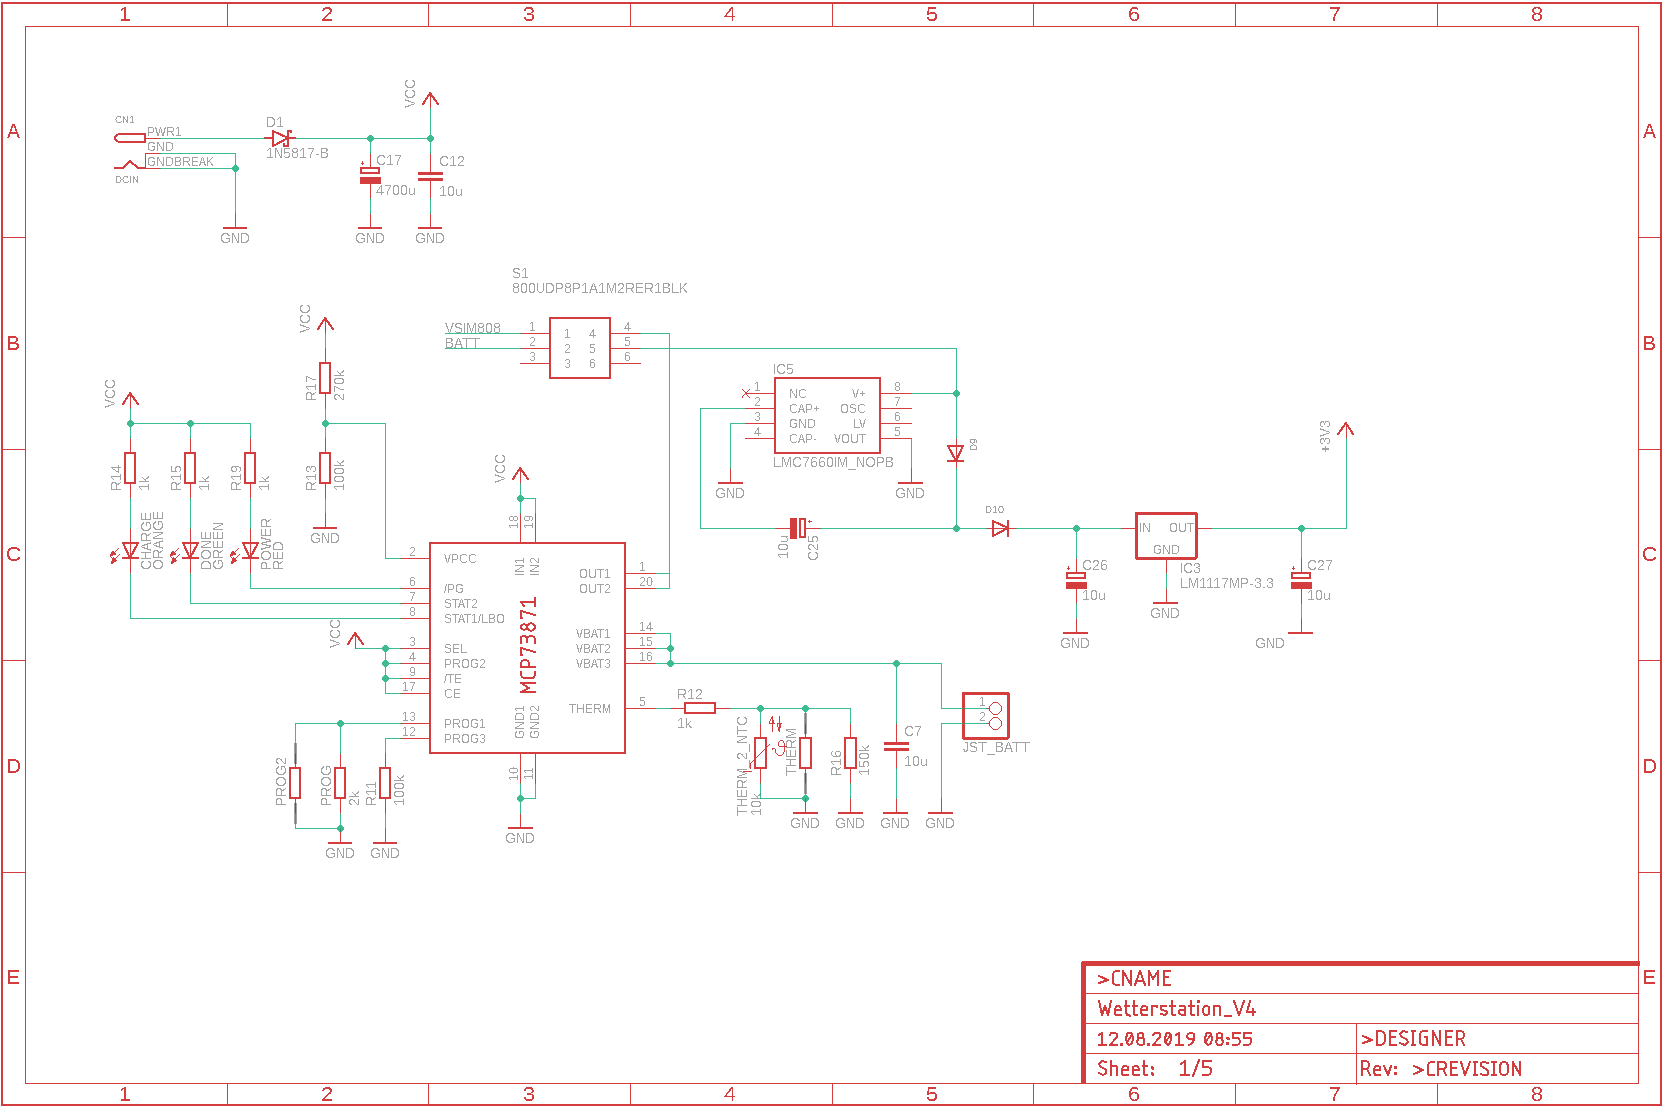 1 2 3 4 5 6 7 8
A A
B B
C C
D D
E E
CN1
PWR1
GND
GNDBREAK
DCIN
GND
D1
1N5817-B
VCC
C17
4700u
GND
C12
10u
GND
S1
800UDP8P1A1M2RER1BLK
VSIM808
BATT
1 1 4 4
2 2 5 5
3 3 6 6
VCC
R17
270k
R13
100k
GND
VCC
R14
1k
R15
1k
R19
1k
CHARGE
ORANGE
DONE
GREEN
POWER
RED
IC5
1 NC V+ 8
2 CAP+ OSC 7
3 GND LV 6
4 CAP- VOUT 5
LMC7660IM_NOPB
GND
GND
D9
10u
C25
D10
IN OUT
GND
IC3
LM1117MP-3.3
GND
+3V3
C26
10u
GND
C27
10u
GND
VCC
18 19
IN1 IN2
2 VPCC
6 /PG
7 STAT2
8 STAT1/LBO
VCC
3 SEL
4 PROG2
9 /TE
17 CE
13 PROG1
12 PROG3
MCP73871
OUT1 1
OUT2 20
VBAT1 14
VBAT2 15
VBAT3 16
THERM 5
GND1 GND2
10 11
GND
PROG2
PROG
2k
R11
100k
GND
GND
R12
1k
THERM_2_NTC
10k
THERM
R16
150k
C7
10u
GND
GND
GND
GND
1
2
JST_BATT
>CNAME
Wetterstation_V4
12.08.2019 08:55
>DESIGNER
Sheet: 1/5
Rev: >CREVISION
1 2 3 4 5 6 7 8